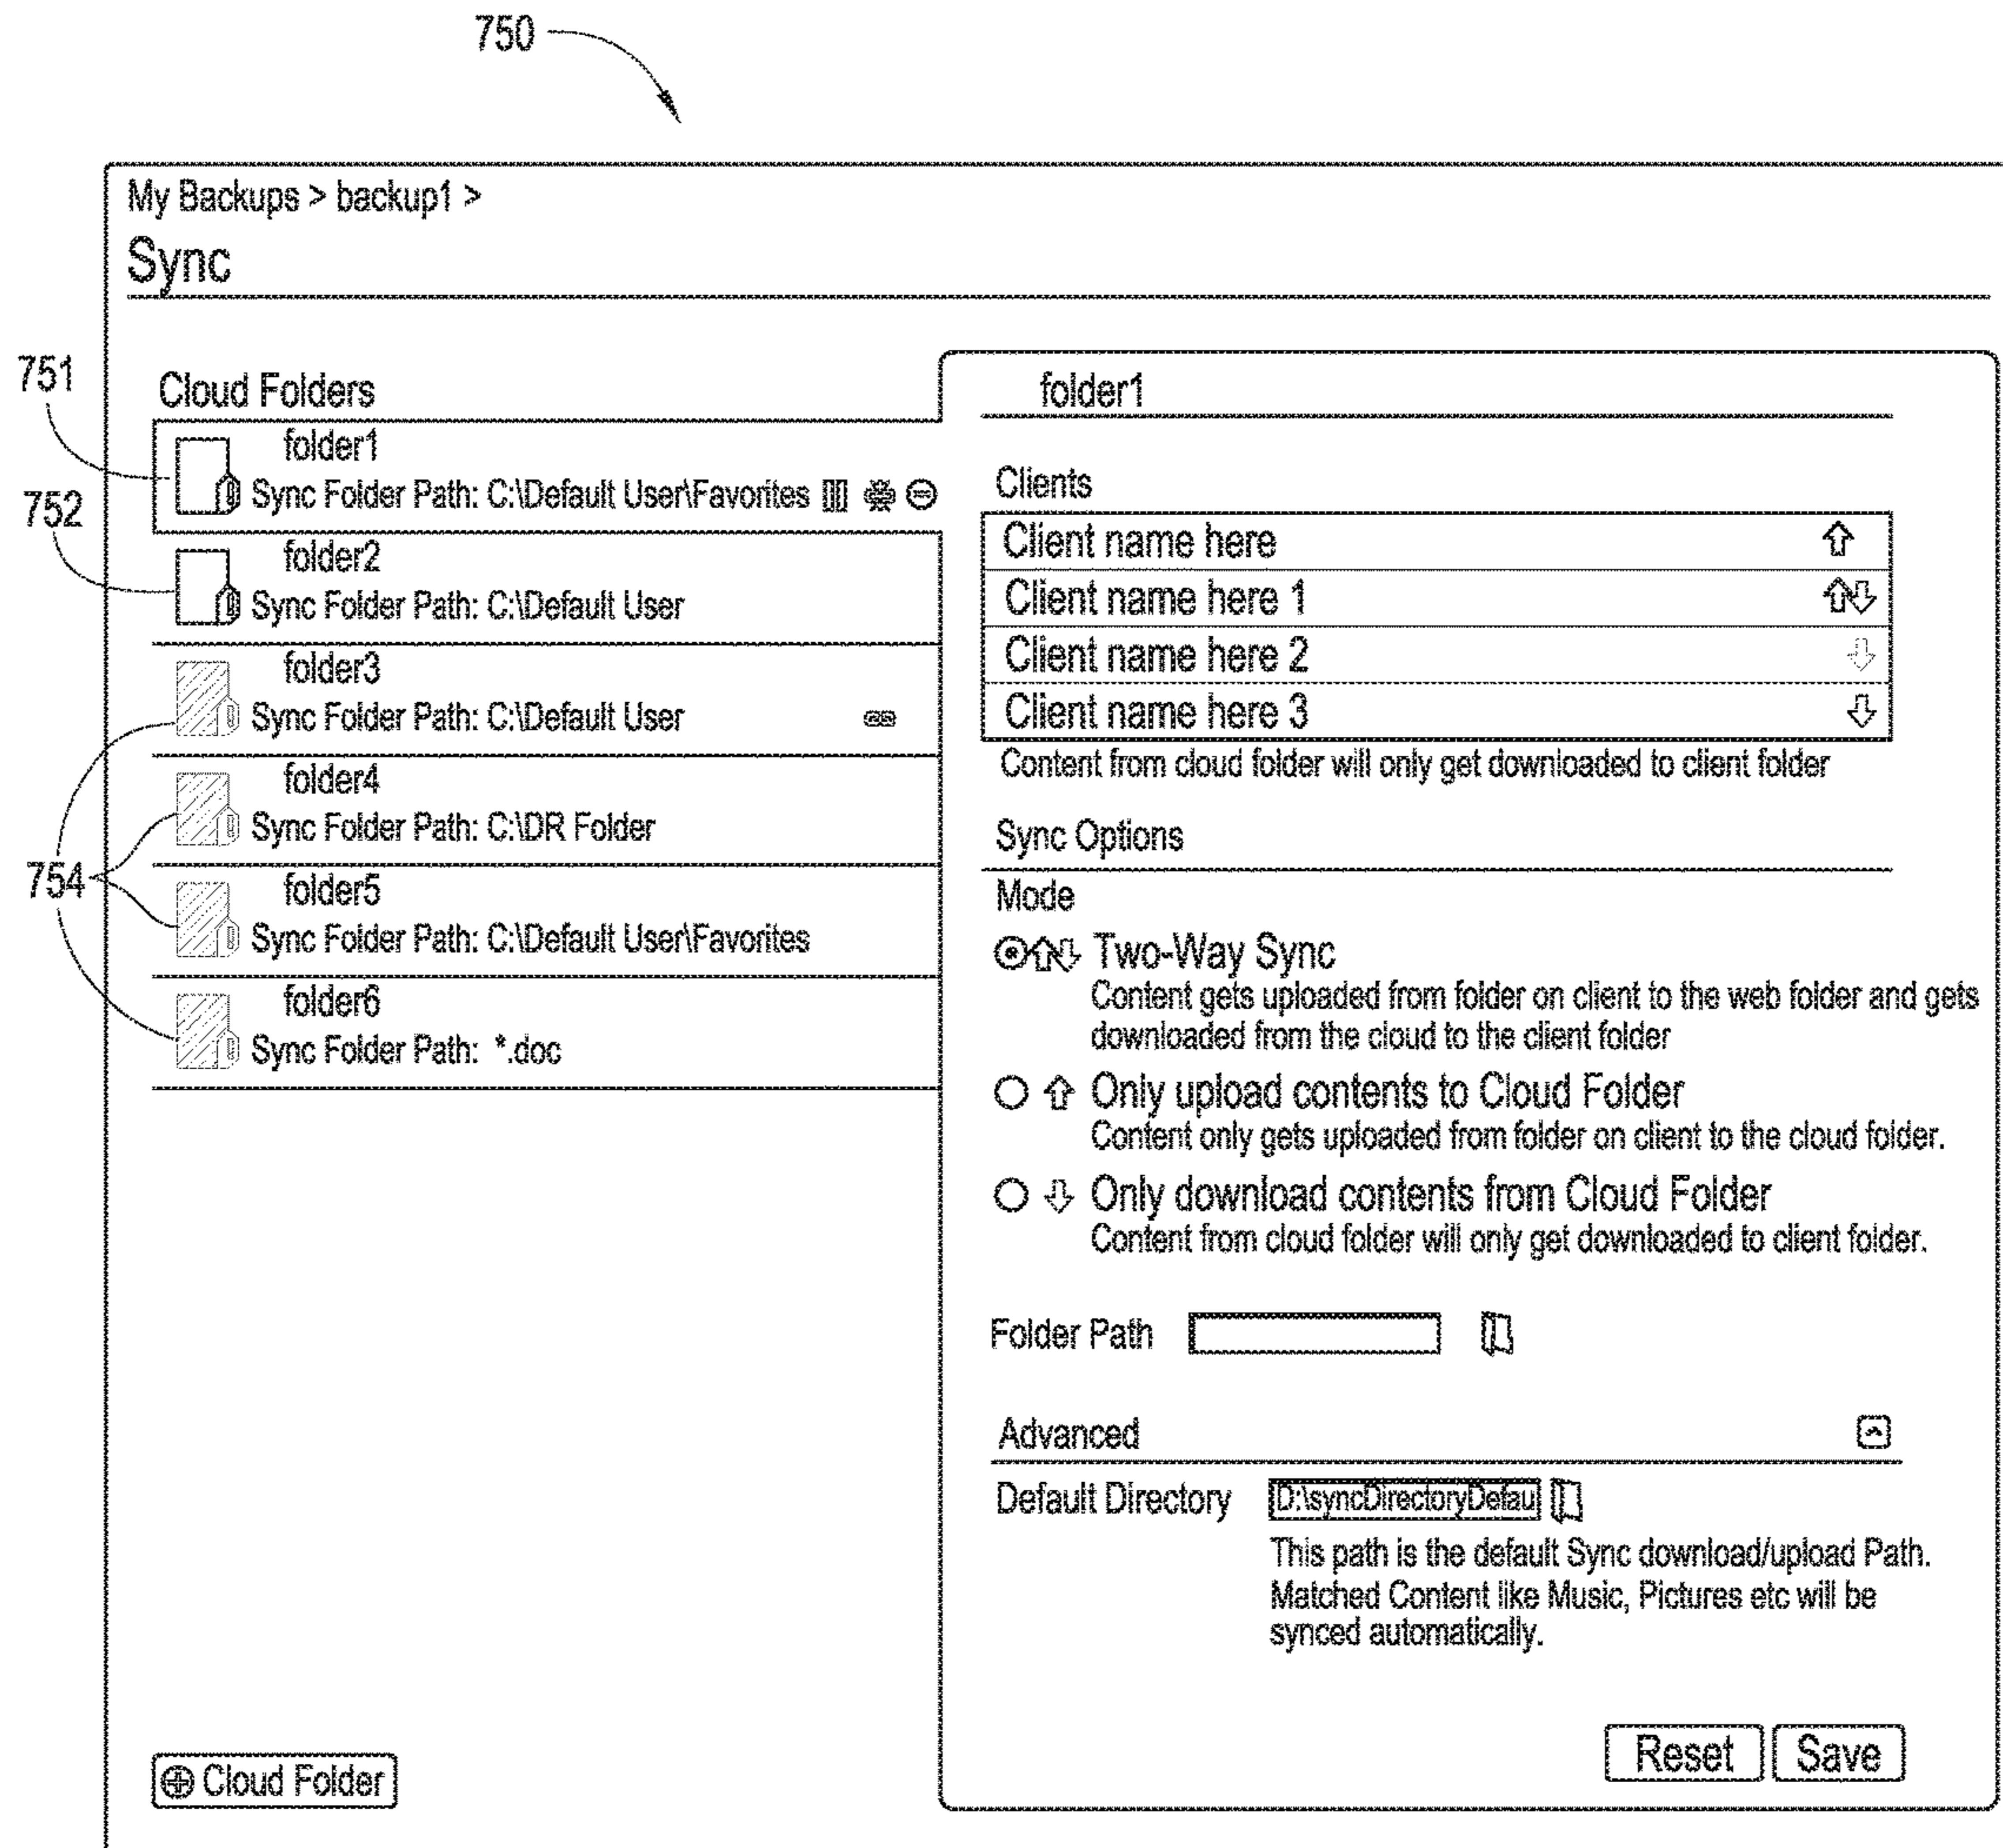 750
My Backups > backup1 >
Sync
751
752
754
Cloud Folders
folder1
Sync Folder Path: C:\Default User\Favorites
folder2
Sync Folder Path: C:\Default User
folder3
Sync Folder Path: C:\Default User
folder4
Sync Folder Path: C:\DR Folder
folder5
Sync Folder Path: C:\Default User\Favorites
folder6
Sync Folder Path: *.doc
Cloud Folder
folder1
Clients
Client name here
Client name here 1
Client name here 2
Client name here 3
Content from cloud folder will only get downloaded to client folder
Sync Options
Mode
Two-Way Sync
Content gets uploaded from folder on client to the web folder and gets
downloaded from the cloud to the client folder
Only upload contents to Cloud Folder
Content only gets uploaded from folder on client to the cloud folder.
Only download contents from Cloud Folder
Content from cloud folder will only get downloaded to client folder.
Folder Path
Advanced
Default Directory D:\syncDirectoryDefau
This path is the default Sync download/upload Path.
Matched Content like Music, Pictures etc will be
synced automatically.
Reset Save